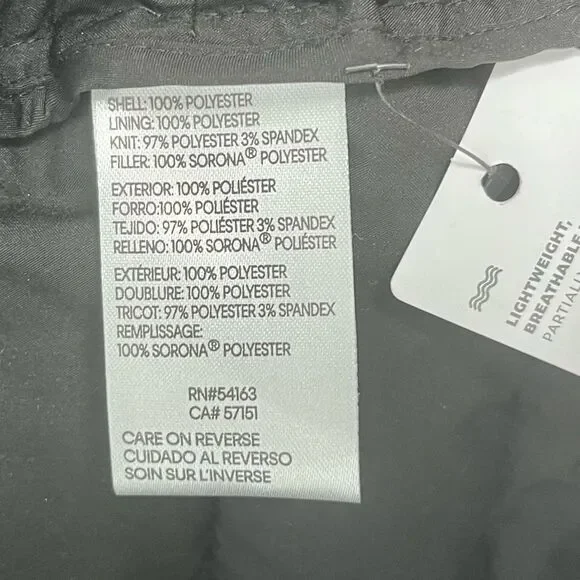 SHELL: 100% POLYESTER
LINING: 100% POLYESTER
KNIT: 97% POLYESTER 3% SPANDEX
FILLER: 100% SORONA® POLYESTER
EXTERIOR: 100% POLIÉSTER
FORRO:100% POLIÉSTER
TEJIDO: 97% POLIÉSTER 3% SPANDEX
RELLENO: 100% SORONA® POLIÉSTER
EXTÉRIEUR: 100% POLYESTER
DOUBLURE: 100% POLYESTER
TRICOT: 97% POLYESTER 3% SPANDEX
REMPLISSAGE:
100% SORONA® POLYESTER
RN#54163
CA# 57151
CARE ON REVERSE
CUIDADO AL REVERSO
SOIN SUR L'INVERSE
LIGHTWEIGHT,
BREATHABLE